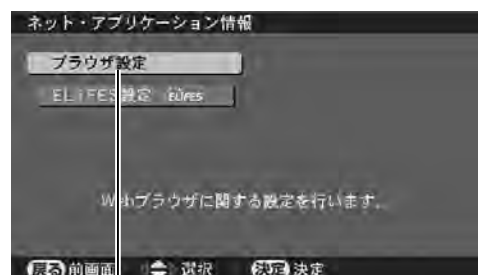 ネット・アプリケーション情報
ブラウザ設定
ELiFES設定 ELiFES
Webブラウザに関する設定を行います。
戻る 前画面 選択 決定 決定